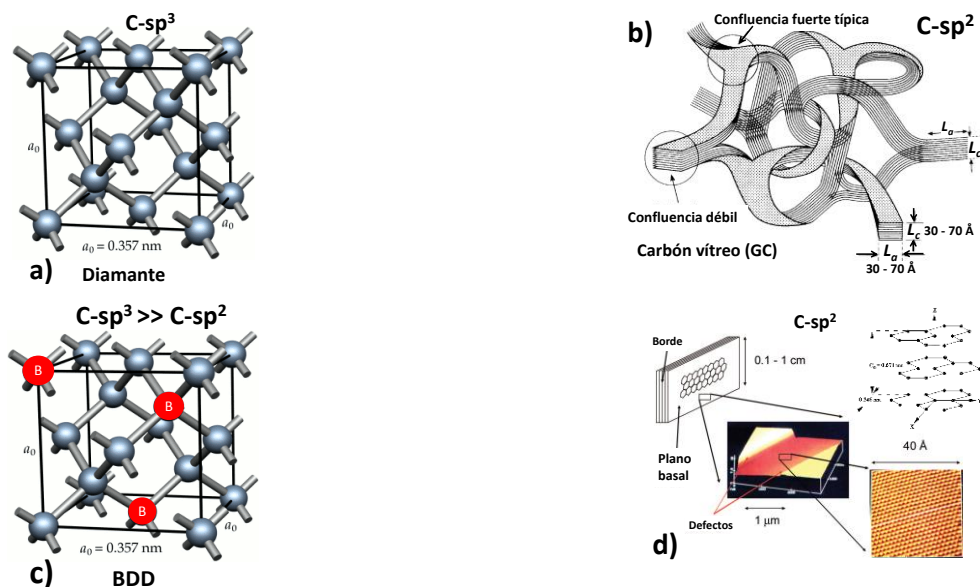 C-sp³
a₀
a₀
a₀ = 0.357 nm
a)
Diamante
b)
Confluencia fuerte típica
C-sp²
Lₐ
L꜀
Confluencia débil
L꜀
30 - 70 Å
Carbón vítreo (GC)
Lₐ
30 - 70 Å
C-sp³ >> C-sp²
B
B
B
a₀
a₀
a₀ = 0.357 nm
c)
BDD
C-sp²
Borde
0.1 - 1 cm
Plano
basal
Defectos
1 μm
d)
z
x
40 Å